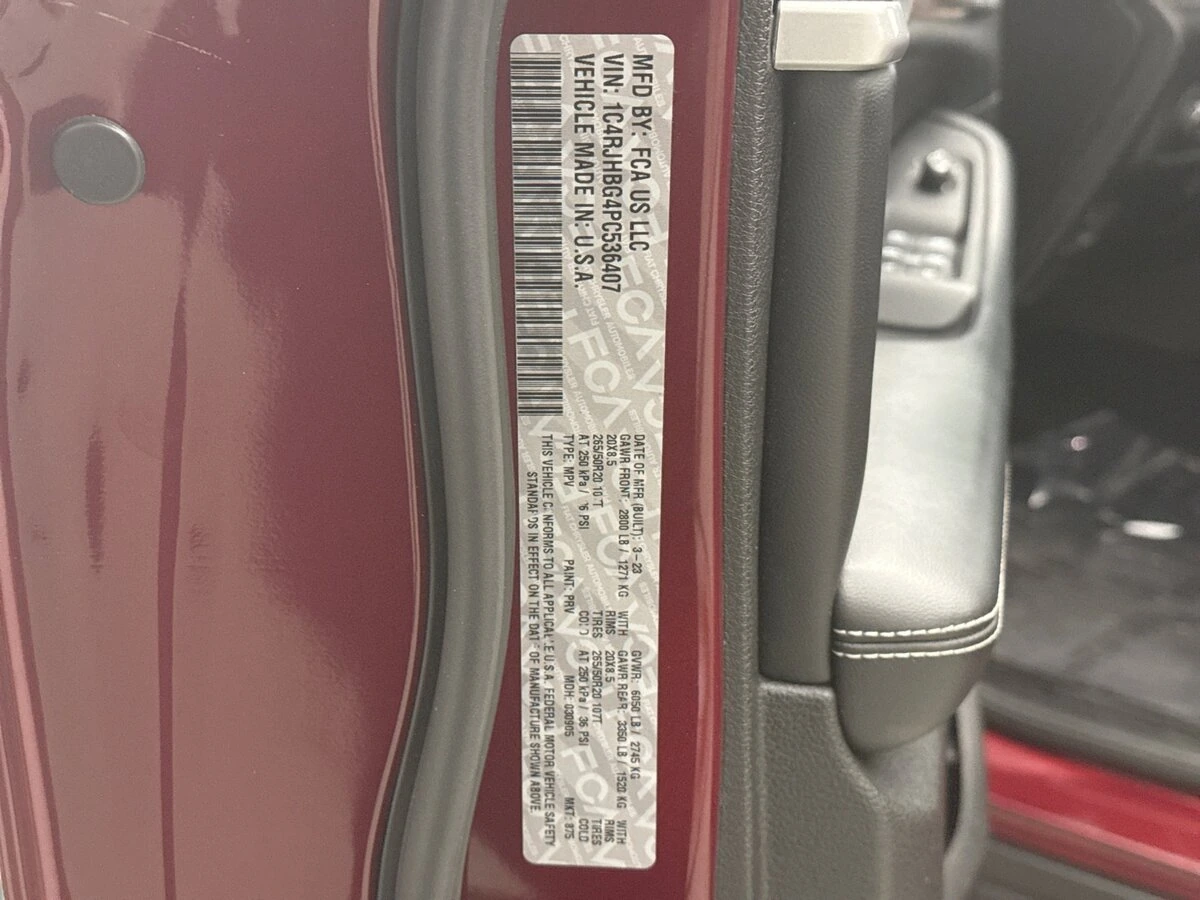 MFD BY: FCA US LLC
VIN: 1C4RJHBG4PC536407
VEHICLE MADE IN: U.S.A.
DATE OF MFR (BUILT): 3-23 GVWR: 6050 LB / 2745 KG
GAWR FRONT: 2800 LB / 1271 KG WITH GAWR REAR: 3350 LB / 1520 KG WITH
20X8.5 RIMS 20X8.5 RIMS
265/50R20 107T TIRES 265/50R20 107T TIRES
AT 250 kPa / 36 PSI COLD AT 250 kPa / 36 PSI COLD
TYPE: MPV PAINT: PRV MDH: 030905 MKT: 875
THIS VEHICLE CONFORMS TO ALL APPLICABLE U.S.A. FEDERAL MOTOR VEHICLE SAFETY
STANDARDS IN EFFECT ON THE DATE OF MANUFACTURE SHOWN ABOVE.